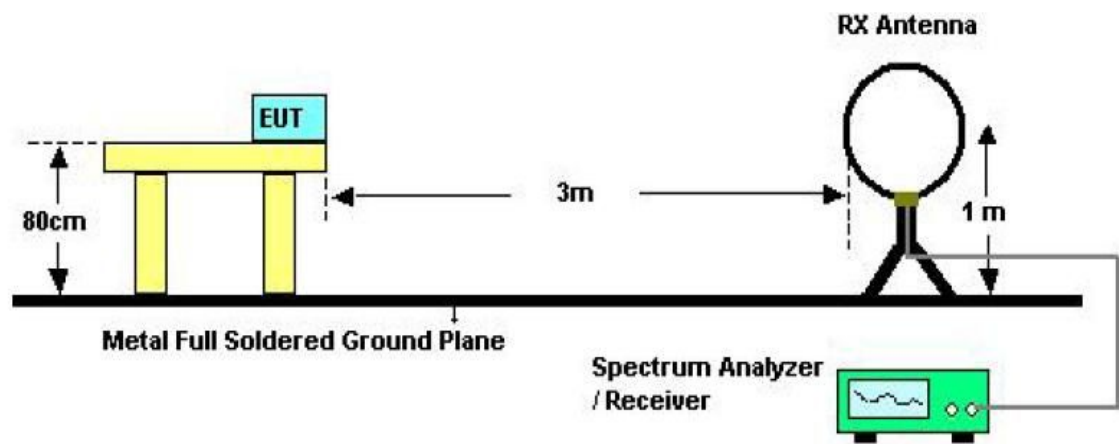 RX Antenna
EUT
80cm
3m
1 m
Metal Full Soldered Ground Plane
Spectrum Analyzer
/ Receiver